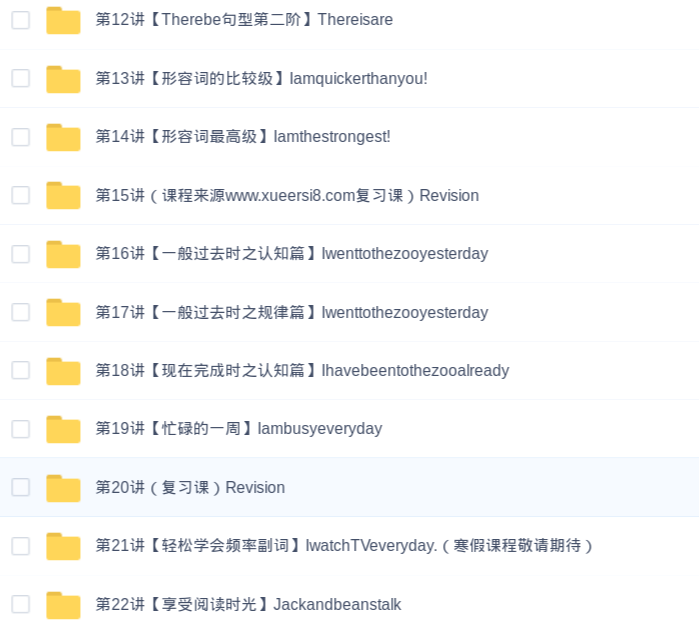 第12讲【Therebe句型第二阶】Thereisare
第13讲【形容词的比较级】Iamquickerthanyou!
第14讲【形容词最高级】Iamthestrongest!
第15讲（课程来源www.xueersi8.com复习课）Revision
第16讲【一般过去时之认知篇】Iwenttothezooyesterday
第17讲【一般过去时之规律篇】Iwenttothezooyesterday
第18讲【现在完成时之认知篇】Ihavebeentothezooalready
第19讲【忙碌的一周】Iambusyeveryday
第20讲（复习课）Revision
第21讲【轻松学会频率副词】IwatchTVeveryday.（寒假课程敬请期待）
第22讲【享受阅读时光】Jackandbeanstalk